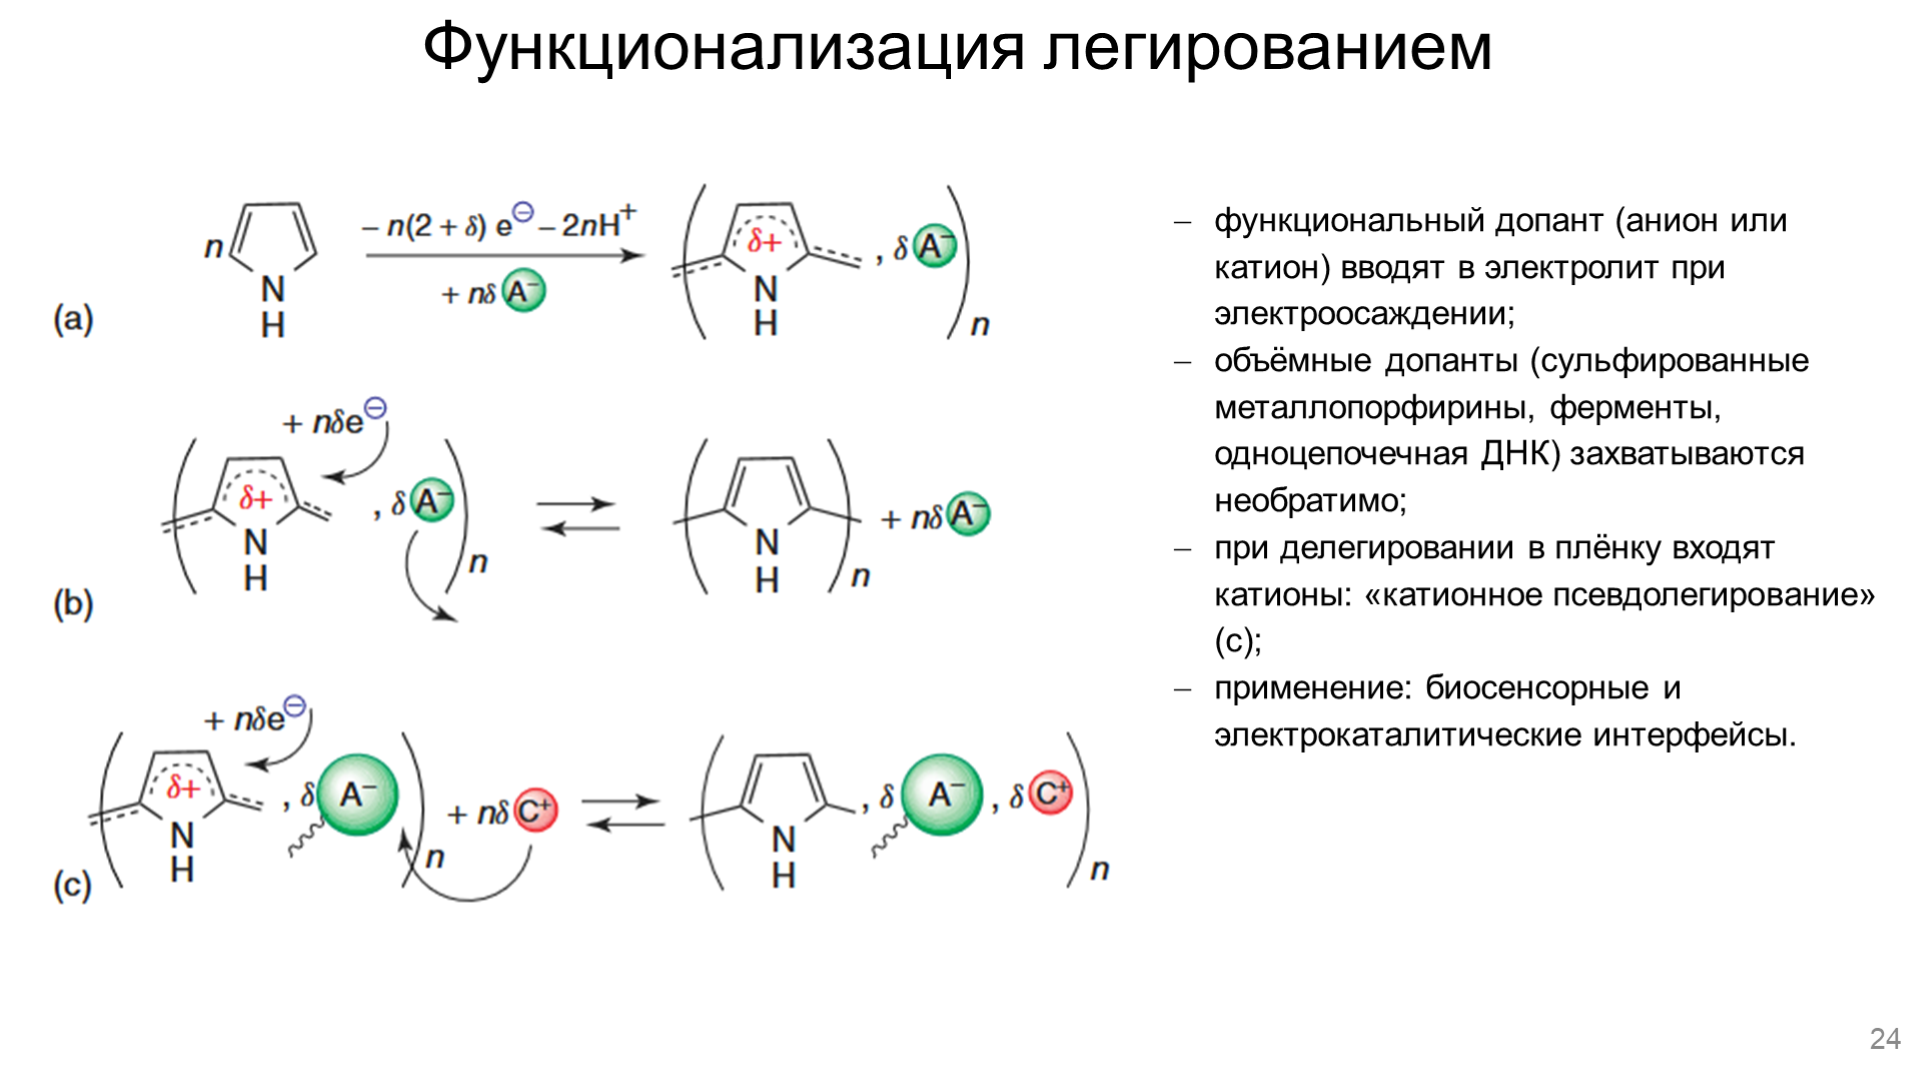 Функционализация легированием
n
N
H
– n(2 + δ) e⊖ – 2nH⁺
+ nδ A⁻
δ+
N
H
, δ A⁻
n
(a)
+ nδe⊖
δ+
N
H
, δ A⁻
n
N
H
n
+ nδ A⁻
(b)
+ nδe⊖
δ+
N
H
, δ A⁻
n
+ nδ C⁺
N
H
, δ A⁻ , δ C⁺
n
(c)
– функциональный допант (анион или
катион) вводят в электролит при
электроосаждении;
– объёмные допанты (сульфированные
металлопорфирины, ферменты,
одноцепочечная ДНК) захватываются
необратимо;
– при делегировании в плёнку входят
катионы: «катионное псевдолегирование»
(c);
– применение: биосенсорные и
электрокаталитические интерфейсы.
24